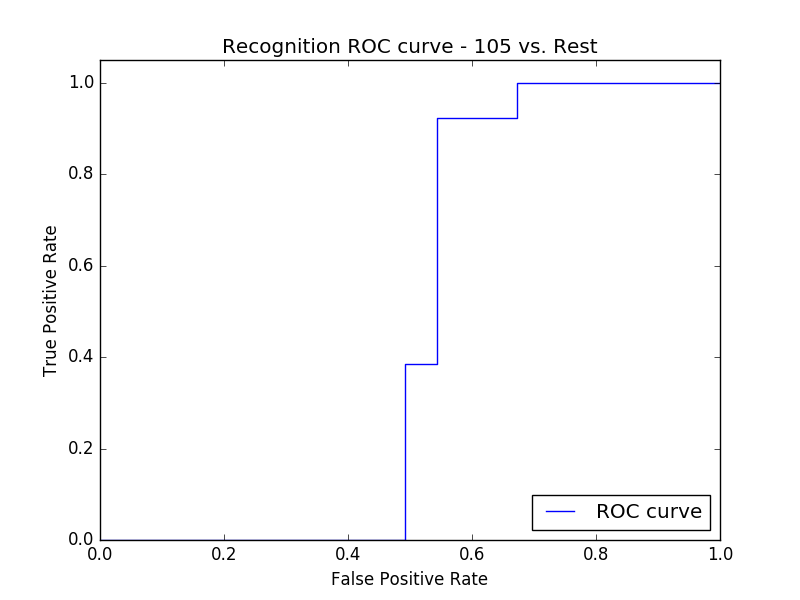 Recognition ROC curve - 105 vs. Rest
1.0
0.8
0.6
0.4
0.2
0.0
True Positive Rate
ROC curve
0.0 0.2 0.4 0.6 0.8 1.0
False Positive Rate